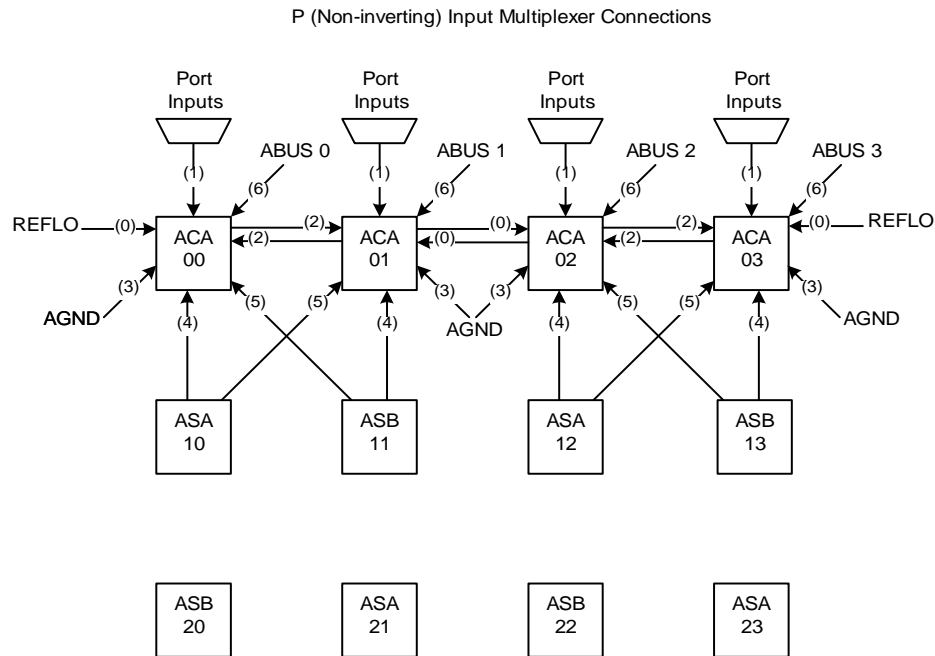 P (Non-inverting) Input Multiplexer Connections
Port
Inputs
Port
Inputs
Port
Inputs
Port
Inputs
ABUS 0
ABUS 1
ABUS 2
ABUS 3
(1)
(1)
(1)
(1)
(6)
(6)
(6)
(6)
REFLO
(0)
ACA
00
(2)
(2)
ACA
01
(0)
(0)
ACA
02
(2)
(2)
ACA
03
(0)
REFLO
(3)
AGND
(3)
(3)
AGND
(3)
AGND
(4)
(5)
(5)
(4)
(4)
(5)
(5)
(4)
ASA
10
ASB
11
ASA
12
ASB
13
ASB
20
ASA
21
ASB
22
ASA
23